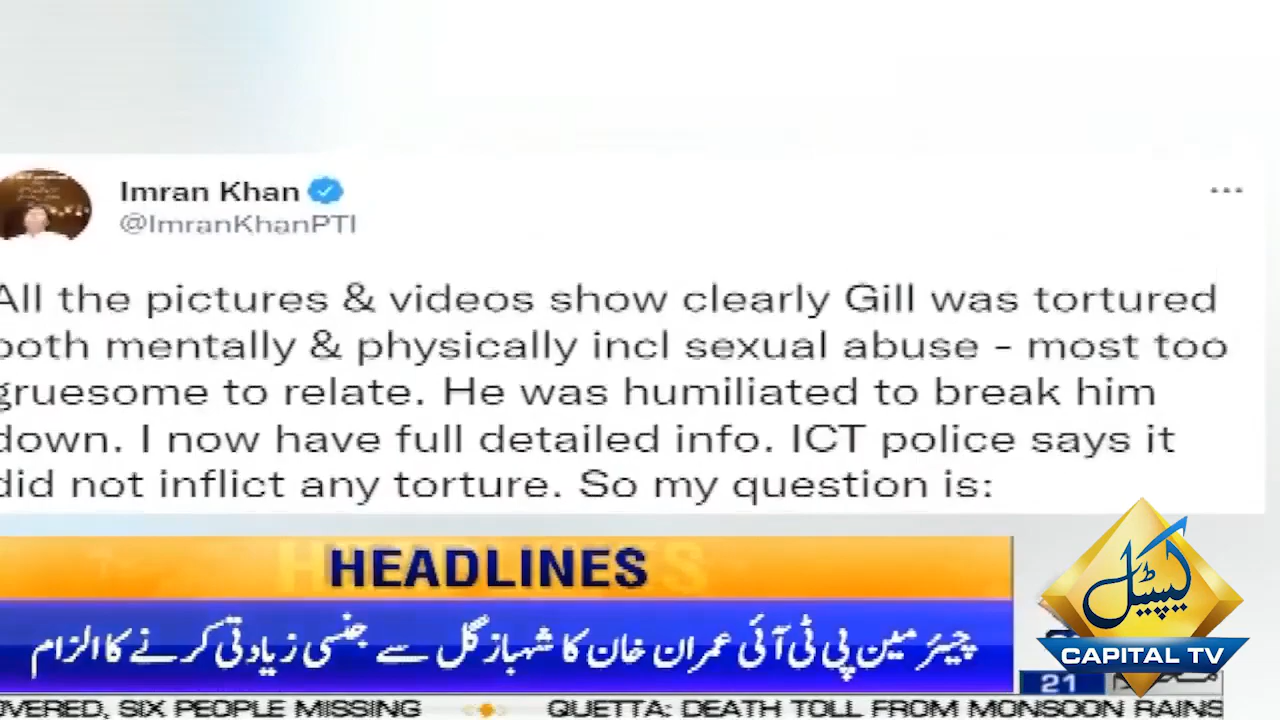 Imran Khan
@ImranKhanPTI
All the pictures & videos show clearly Gill was tortured
both mentally & physically incl sexual abuse - most too
gruesome to relate. He was humiliated to break him
down. I now have full detailed info. ICT police says it
did not inflict any torture. So my question is:
HEADLINES
چیئرمین پی ٹی آئی عمران خان کا شہباز گل سے جنسی زیادتی کرنے کا الزام
کیپیٹل
CAPITAL TV
21
OVERED, SIX PEOPLE MISSING QUETTA: DEATH TOLL FROM MONSOON RAINS